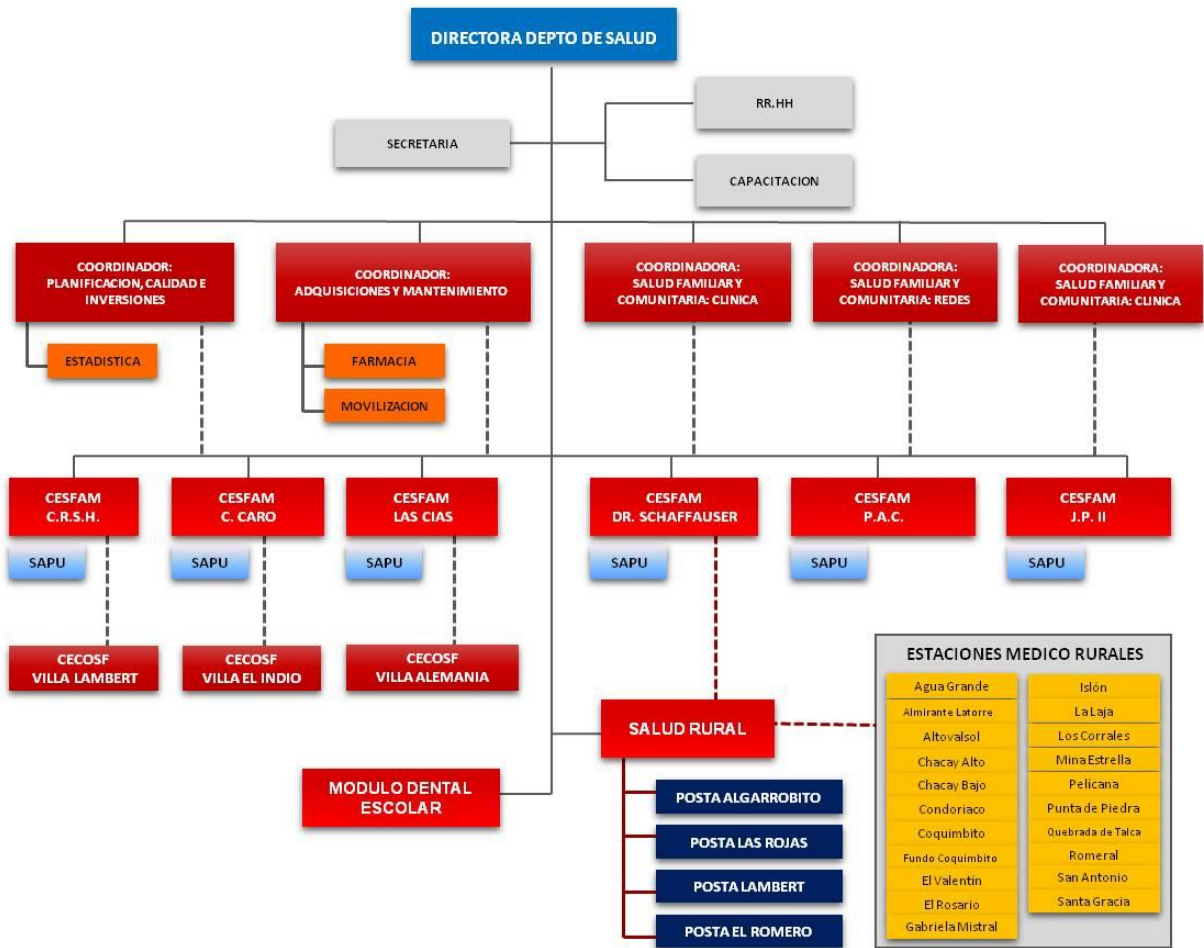 DIRECTORA DEPTO DE SALUD
RR.HH
SECRETARIA
CAPACITACION
COORDINADOR:
PLANIFICACION, CALIDAD E
INVERSIONES
COORDINADOR:
ADQUISICIONES Y MANTENIMIENTO
COORDINADORA:
SALUD FAMILIAR Y
COMUNITARIA: CLINICA
COORDINADORA:
SALUD FAMILIAR Y
COMUNITARIA: REDES
COORDINADORA:
SALUD FAMILIAR Y
COMUNITARIA: CLINICA
ESTADISTICA
FARMACIA
MOVILIZACION
CESFAM
C.R.S.H.
CESFAM
C. CARO
CESFAM
LAS CIAS
CESFAM
DR. SCHAFFAUSER
CESFAM
P.A.C.
CESFAM
J.P. II
SAPU
SAPU
SAPU
SAPU
SAPU
SAPU
CECOSF
VILLA LAMBERT
CECOSF
VILLA EL INDIO
CECOSF
VILLA ALEMANIA
SALUD RURAL
MODULO DENTAL
ESCOLAR
POSTA ALGARROBITO
POSTA LAS ROJAS
POSTA LAMBERT
POSTA EL ROMERO
ESTACIONES MEDICO RURALES
Agua Grande
Almirante Latorre
Altovalsol
Chacay Alto
Chacay Bajo
Condoriaco
Coquimbito
Fundo Coquimbito
El Valentín
El Rosario
Gabriela Mistral
Islón
La Laja
Los Corrales
Mina Estrella
Pelicana
Punta de Piedra
Quebrada de Talca
Romeral
San Antonio
Santa Gracia